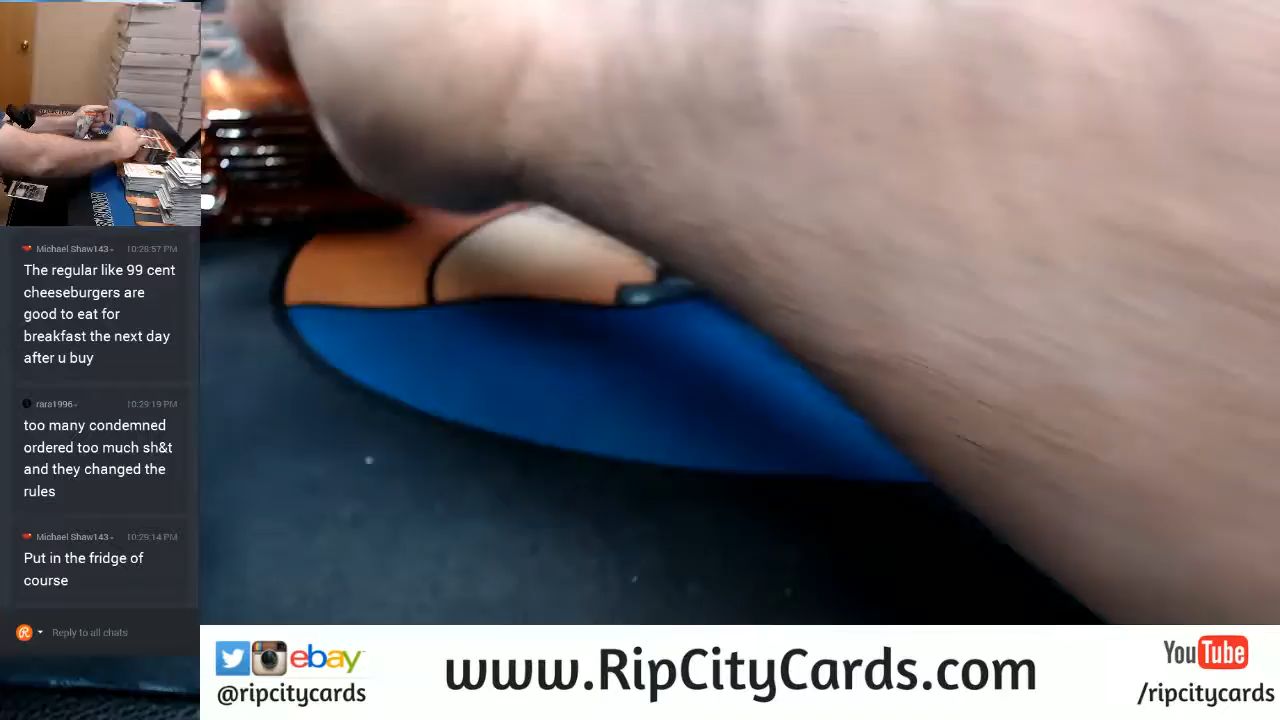 Michael Shaw143 10:28:57 PM
The regular like 99 cent
cheeseburgers are
good to eat for
breakfast the next day
after u buy
rara1996 10:29:19 PM
too many condemned
ordered too much sh&t
and they changed the
rules
Michael Shaw143 10:29:14 PM
Put in the fridge of
course
Reply to all chats
ebay
@ripcitycards
www.RipCityCards.com
YouTube
/ripcitycards